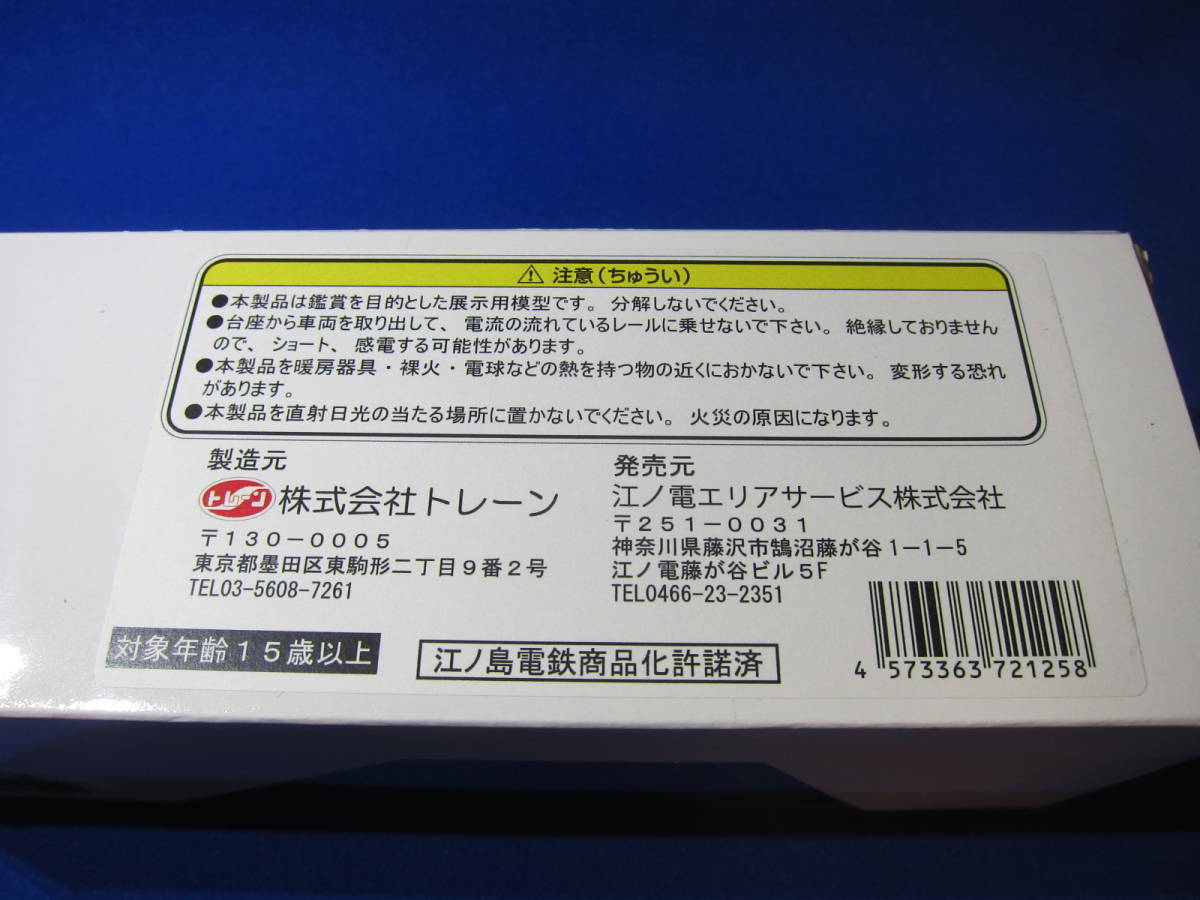 ⚠ 注意(ちゅうい)
●本製品は鑑賞を目的とした展示用模型です。分解しないでください。
●台座から車両を取り出して、電流の流れているレールに乗せないで下さい。絶縁しておりません
ので、ショート、感電する可能性があります。
●本製品を暖房器具・裸火・電球などの熱を持つ物の近くにおかないで下さい。変形する恐れ
があります。
●本製品を直射日光の当たる場所に置かないでください。火災の原因になります。
製造元
トレーン 株式会社トレーン
〒130-0005
東京都墨田区東駒形二丁目9番2号
TEL03-5608-7261
発売元
江ノ電エリアサービス株式会社
〒251-0031
神奈川県藤沢市鵠沼藤が谷1-1-5
江ノ電藤が谷ビル5F
TEL0466-23-2351
対象年齢15歳以上
江ノ島電鉄商品化許諾済
4 573363 721258